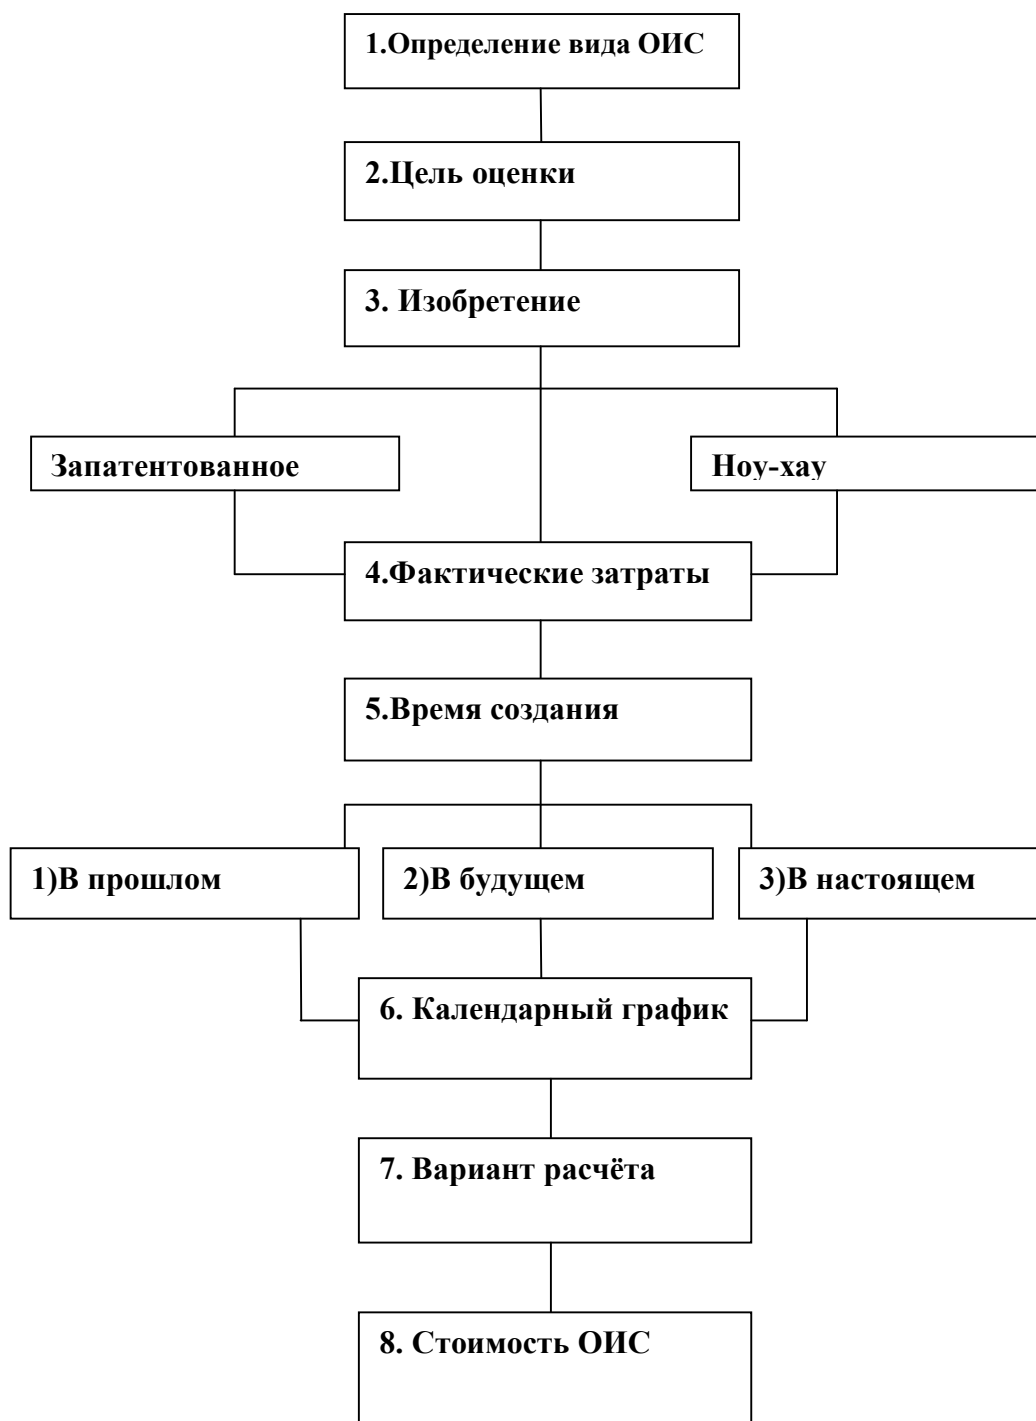 1.Определение вида ОИС
2.Цель оценки
3. Изобретение
Запатентованное
Ноу-хау
4.Фактические затраты
5.Время создания
1)В прошлом
2)В будущем
3)В настоящем
6. Календарный график
7. Вариант расчёта
8. Стоимость ОИС